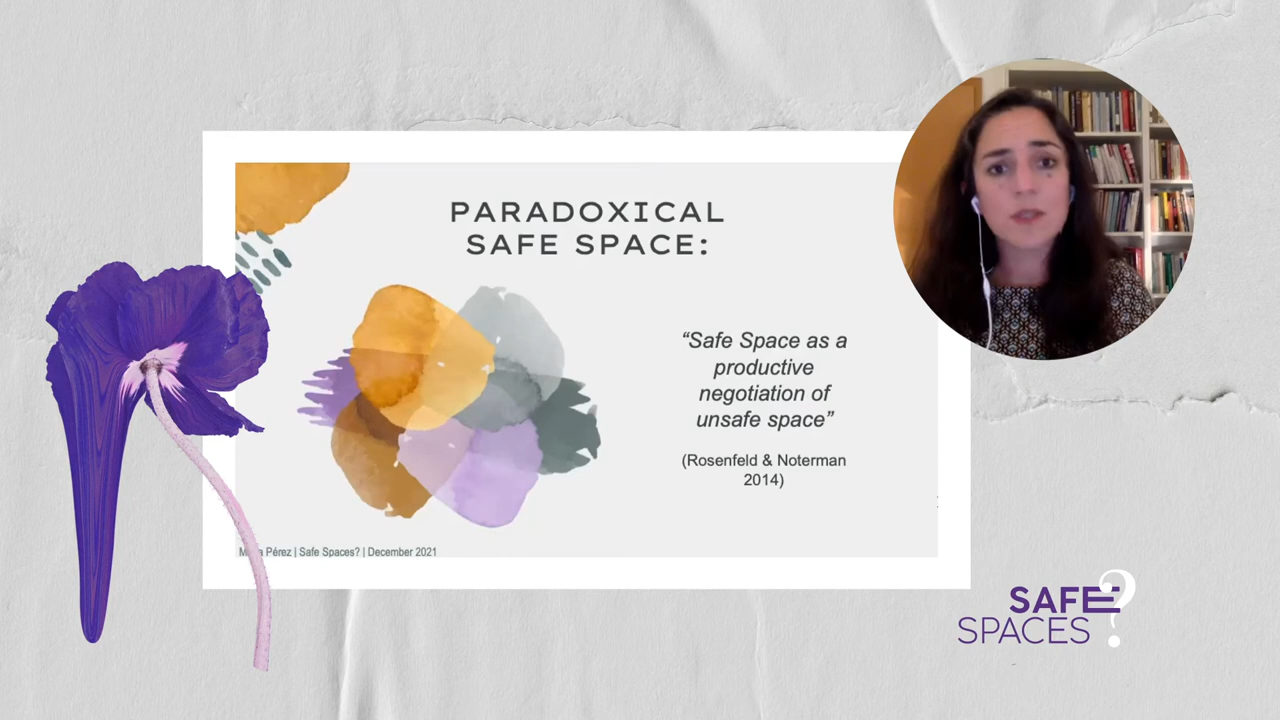 PARADOXICAL
SAFE SPACE:
“Safe Space as a
productive
negotiation of
unsafe space”
(Rosenfeld & Noterman
2014)
Pérez | Safe Spaces? | December 2021
SAFE
SPACES ?